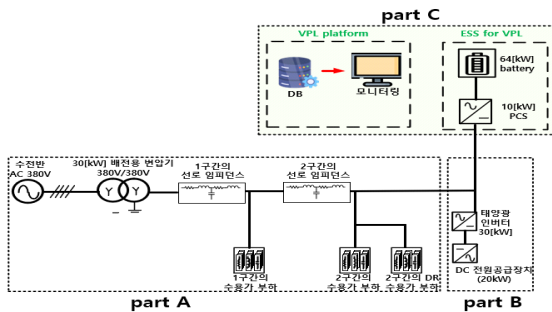 part C
VPL platform
ESS for VPL
DB
모니터링
64[kW]
battery
10[kW]
PCS
수전반
AC 380V
30[kW] 배전용 변압기
380V/380V
Y
Y
1구간의
선로 임피던스
2구간의
선로 임피던스
1구간의
수용가 부하
2구간의
수용가 부하
2구간의 DR
수용가 부하
태양광
인버터
30[kW]
DC 전원공급장치
(20kW)
part A
part B